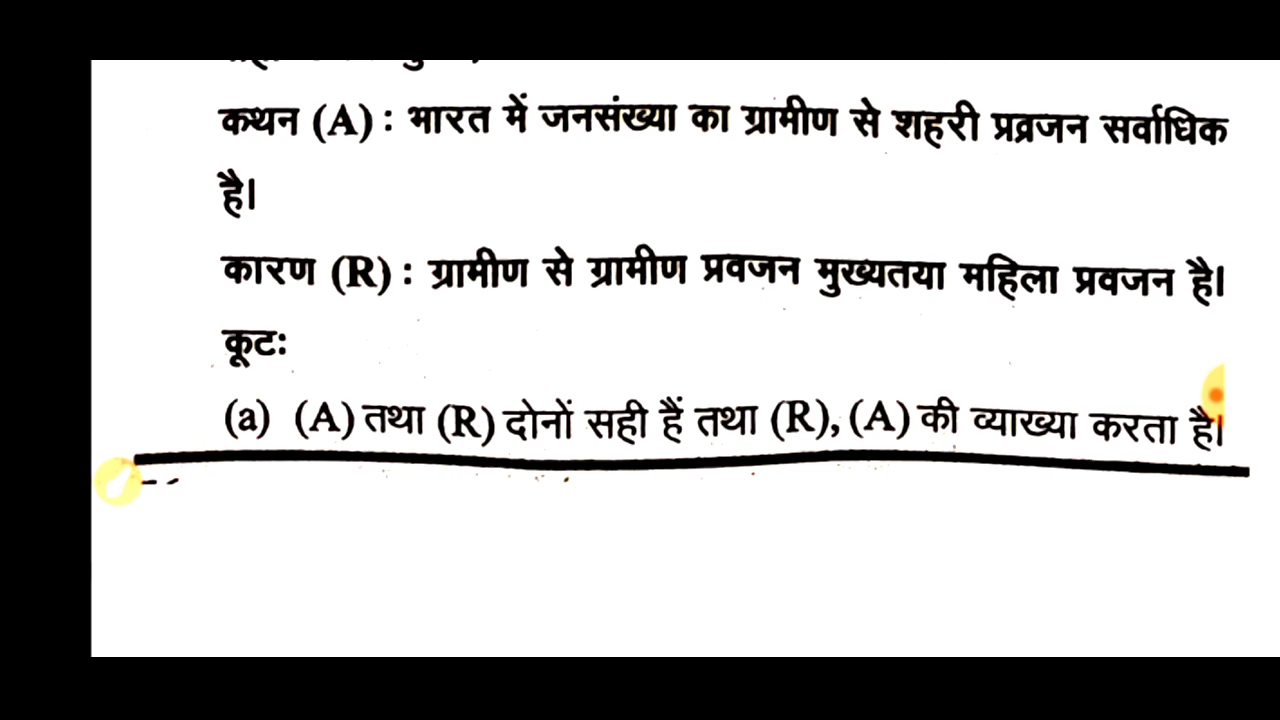 कथन (A) : भारत में जनसंख्या का ग्रामीण से शहरी प्रव्रजन सर्वाधिक
है।
कारण (R) : ग्रामीण से ग्रामीण प्रवजन मुख्यतया महिला प्रवजन है।
कूटः
(a) (A) तथा (R) दोनों सही हैं तथा (R), (A) की व्याख्या करता है।